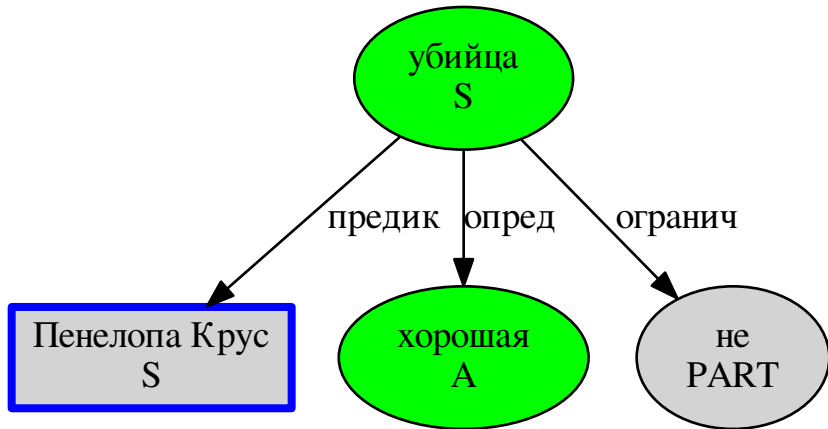 убийца
S
предик
опред
огранич
Пенелопа Крус
S
хорошая
A
не
PART